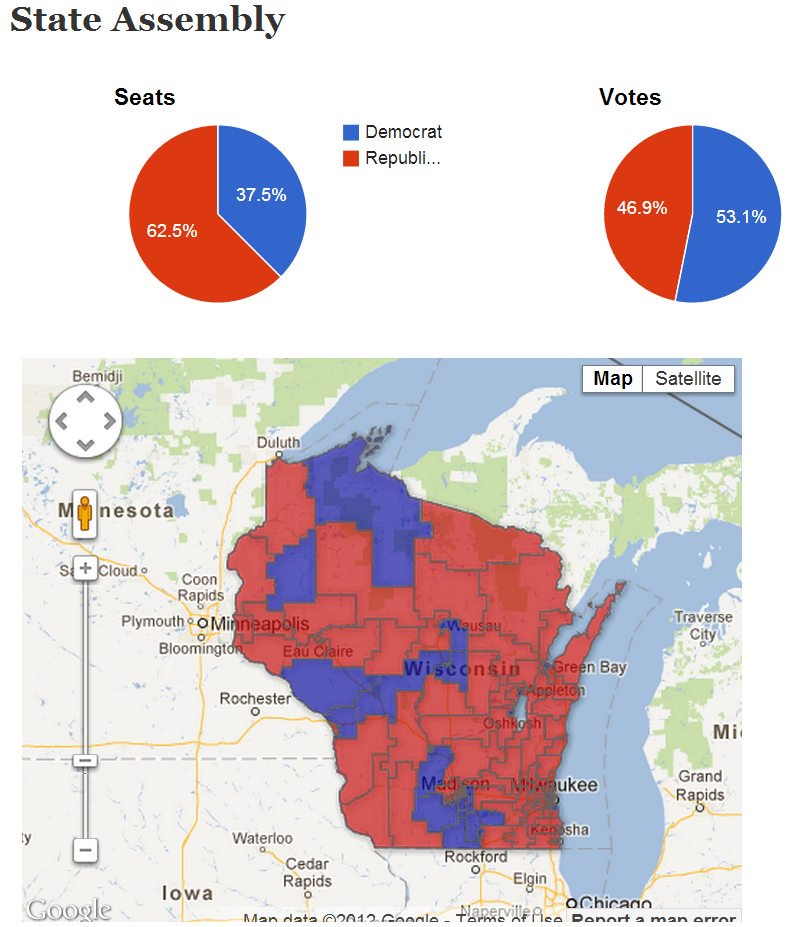 State Assembly
Seats
Votes
Democrat
Republi...
37.5%
62.5%
46.9%
53.1%
Map
Satellite
Bemidji
Duluth
Minnesota
Cloud
Coon
Rapids
Plymouth
Minneapolis
Bloomington
Eau Claire
Wausau
Wisconsin
Green Bay
Appleton
Oshkosh
Rochester
Traverse
City
Mi
Grand
Rapids
Madison
Milwaukee
Kenosha
Waterloo
Cedar
Rapids
Rockford
Elgin
Iowa
Naperville
Chicago
Google
Map data ©2012 Google - Terms of Use
Report a map error